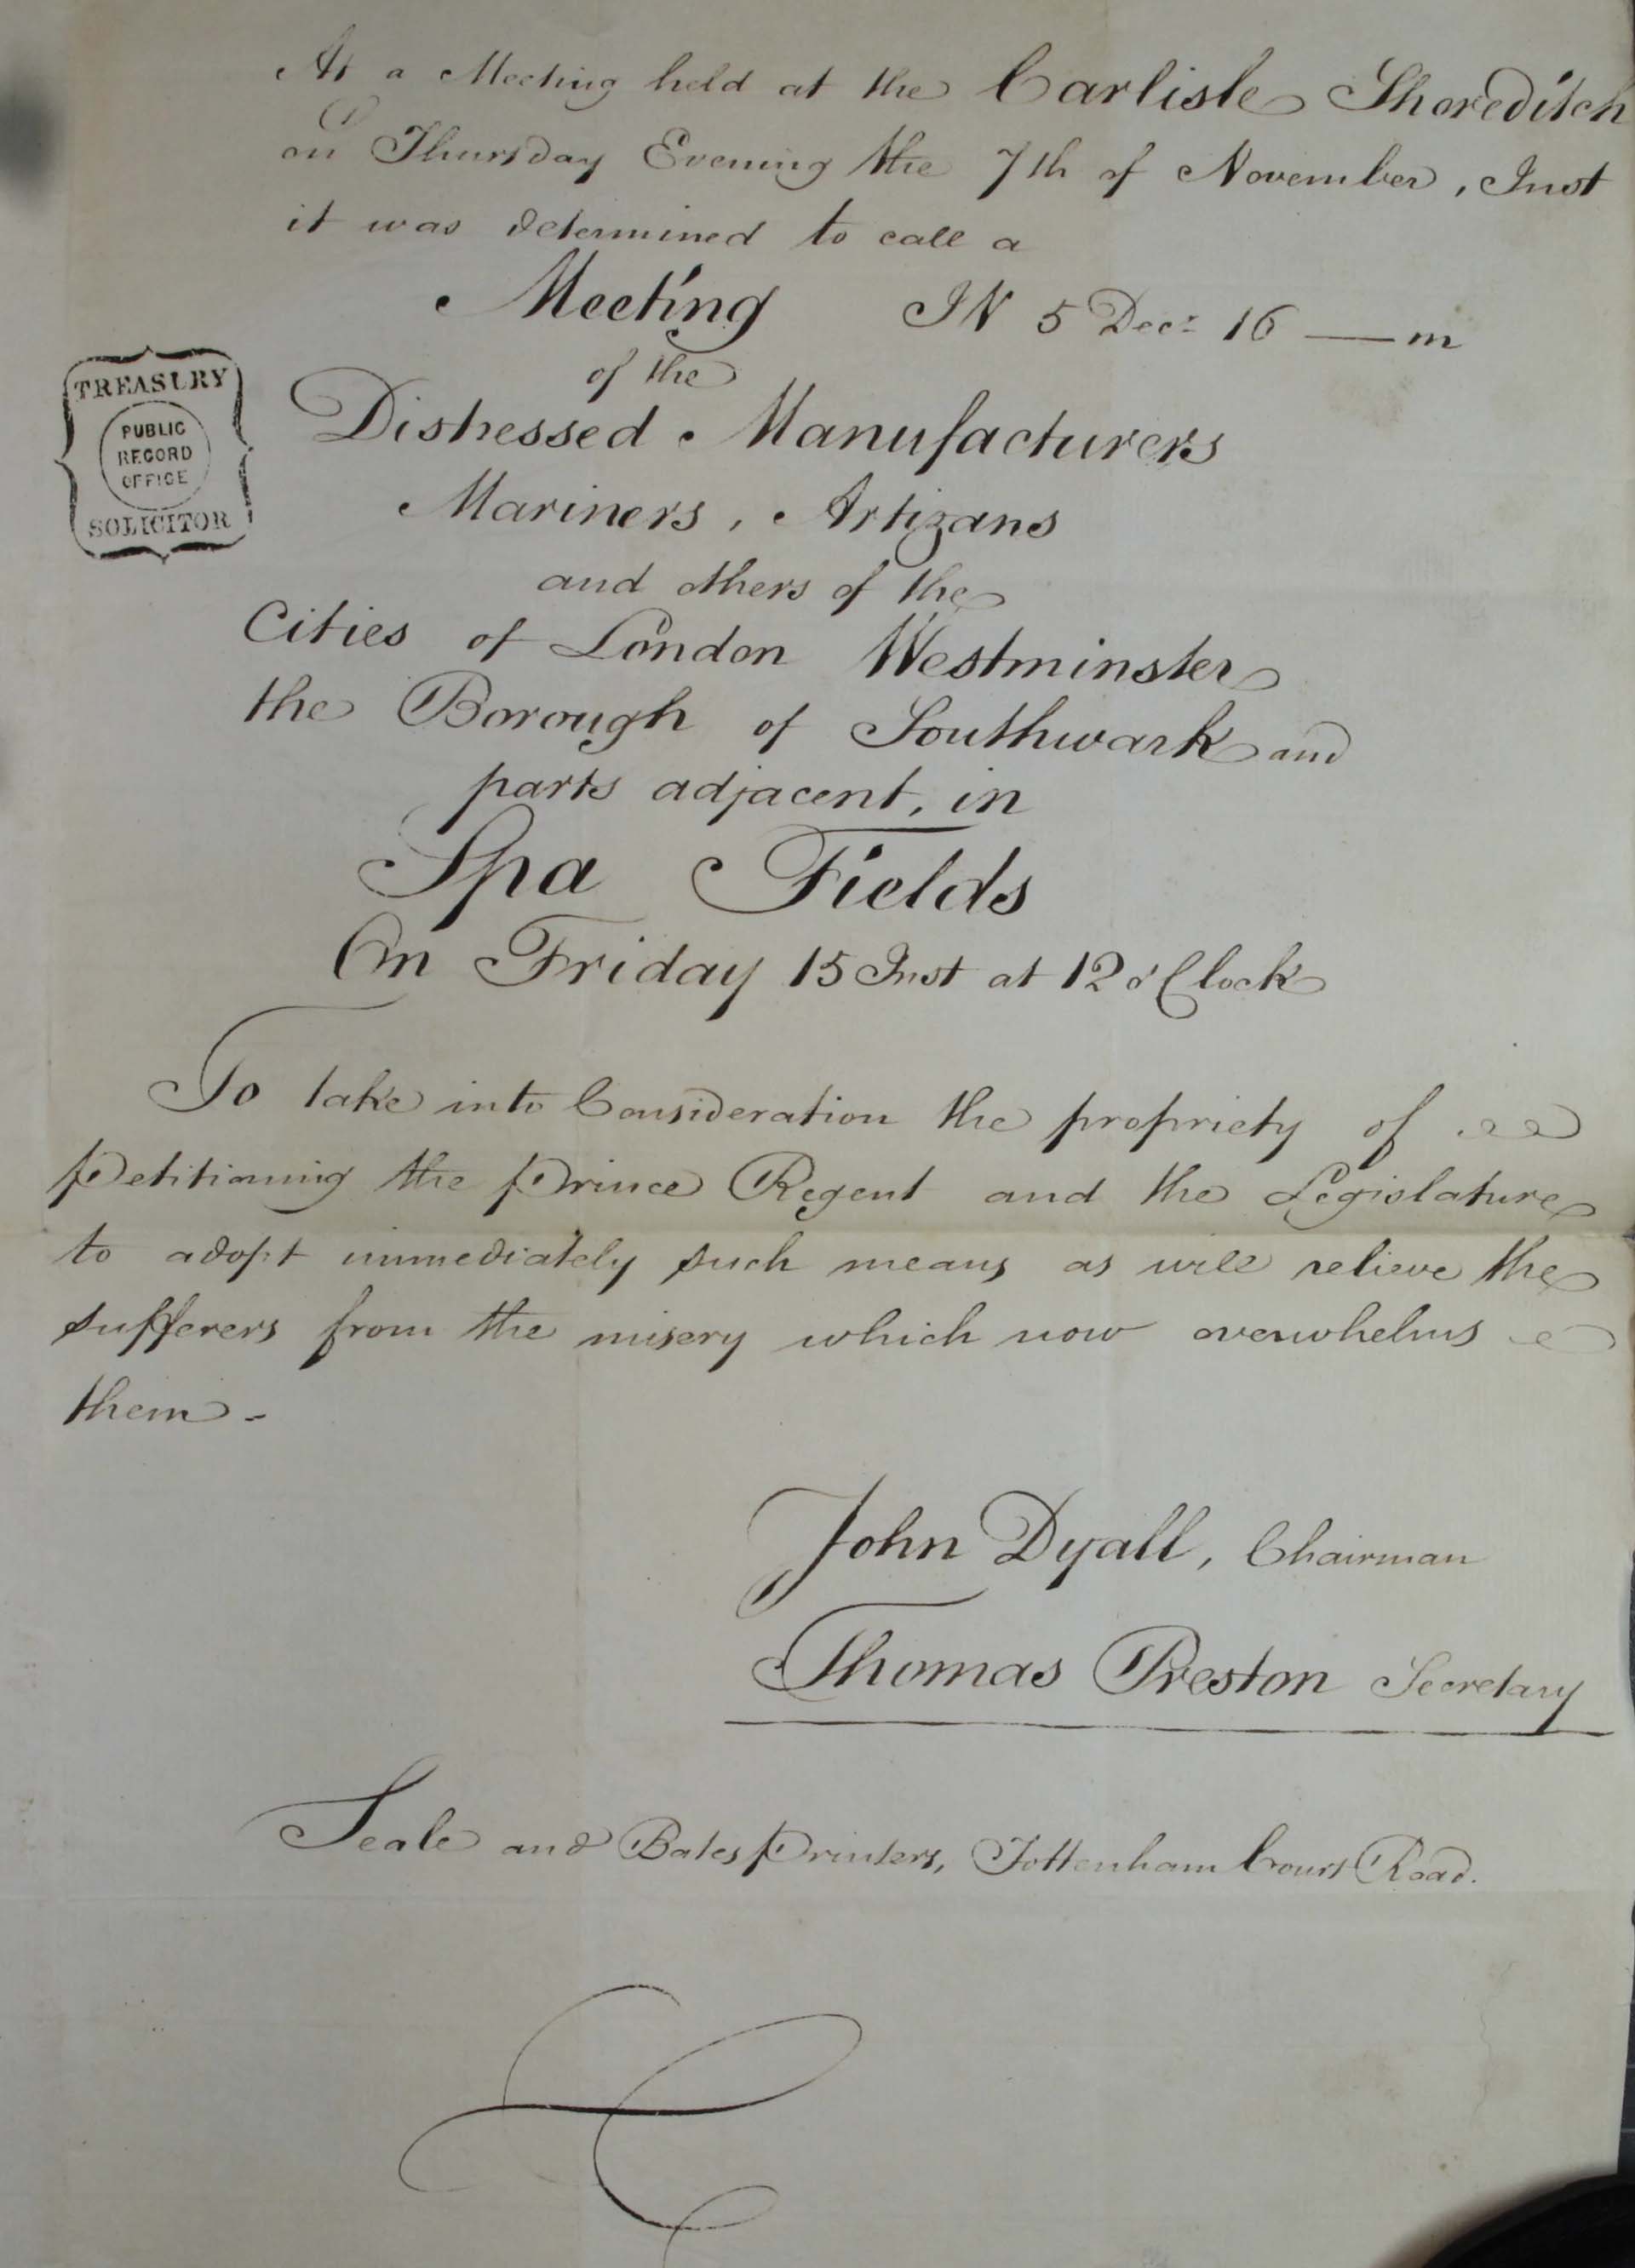 At a Meeting held at the Carlisle Shoreditch
on Thursday Evening the 7th of November, Inst
it was determined to call a
Meeting IN 5 Decr 16 — m
of the
TREASURY
PUBLIC
RECORD
OFFICE
SOLICITOR
Distressed Manufacturers
Mariners, Artizans
and others of the
Cities of London Westminster
the Borough of Southwark and
parts adjacent, in
Spa Fields
On Friday 15 Inst at 12 o'Clock
To take into Consideration the propriety of
Petitioning the Prince Regent and the Legislature
to adopt immediately such means as will relieve the
sufferers from the misery which now overwhelms
them -
John Dyall, Chairman
Thomas Preston Secretary
Seale and Bates Printers, Tottenham Court Road.